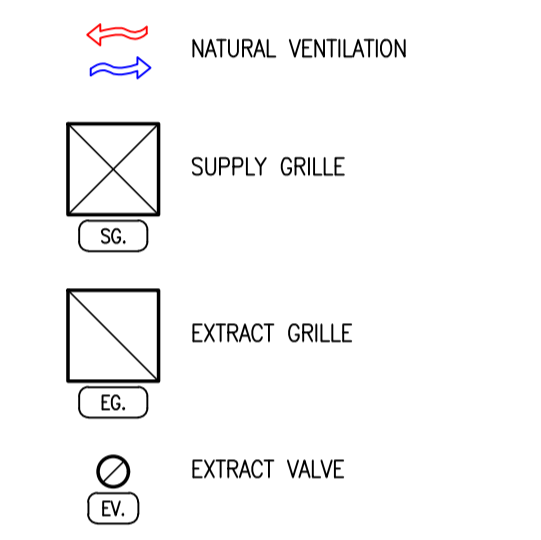 NATURAL VENTILATION
SUPPLY GRILLE
SG.
EXTRACT GRILLE
EG.
EXTRACT VALVE
EV.